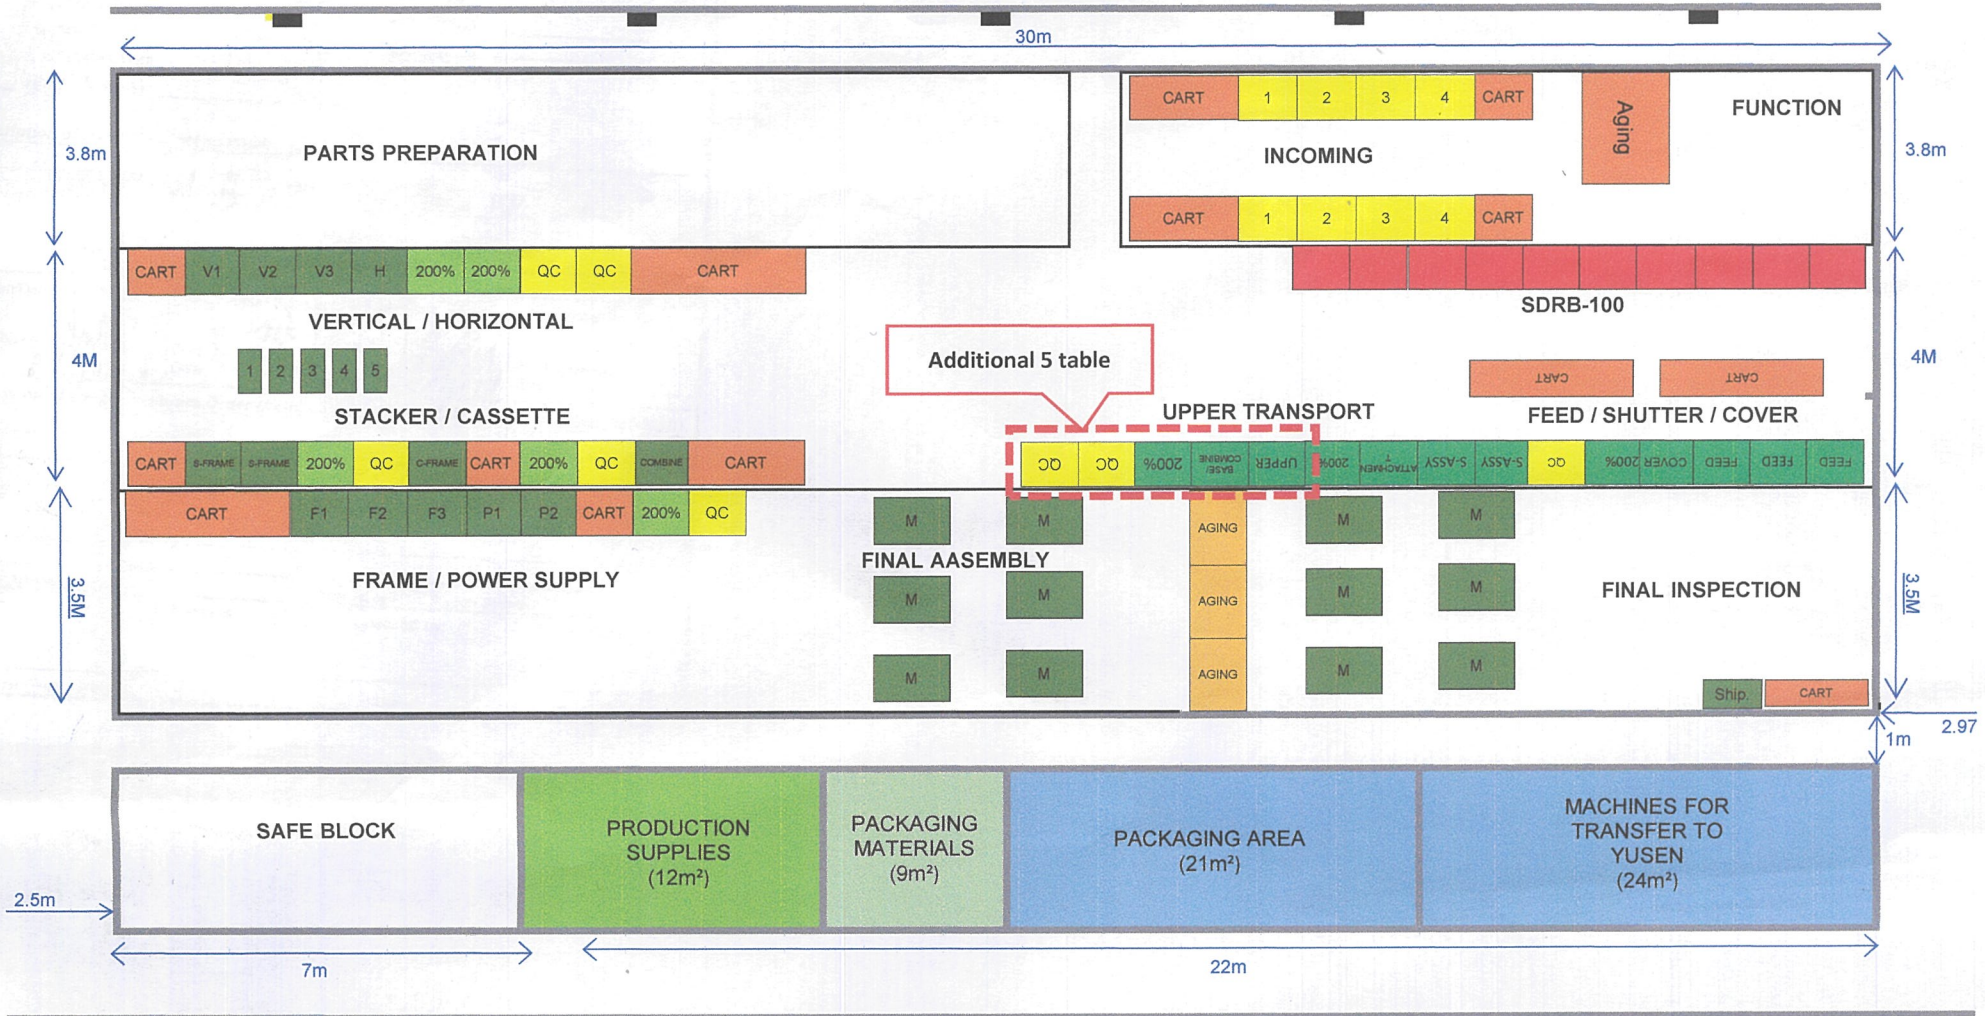 30m
3.8m
PARTS PREPARATION
CART 1 2 3 4 CART
Aging
FUNCTION
INCOMING
3.8m
CART 1 2 3 4 CART
CART V1 V2 V3 H 200% 200% QC QC CART
SDRB-100
VERTICAL / HORIZONTAL
4M
1 2 3 4 5
Additional 5 table
CART CART
4M
STACKER / CASSETTE
UPPER TRANSPORT
FEED / SHUTTER / COVER
CART S-FRAME S-FRAME 200% QC C-FRAME CART 200% QC COMBINE CART
QC QC 200% BASE/ COMBINE UPPER 200% ATTACHMEN T S-ASSY S-ASSY QC 200% COVER FEED FEED FEED
CART F1 F2 F3 P1 P2 CART 200% QC
M M AGING M M
FINAL AASEMBLY
FRAME / POWER SUPPLY
3.5M
M M AGING M M
FINAL INSPECTION
3.5M
M M AGING M M
Ship. CART
2.97
1m
SAFE BLOCK
PRODUCTION
SUPPLIES
(12m²)
PACKAGING
MATERIALS
(9m²)
PACKAGING AREA
(21m²)
MACHINES FOR
TRANSFER TO
YUSEN
(24m²)
2.5m
7m
22m